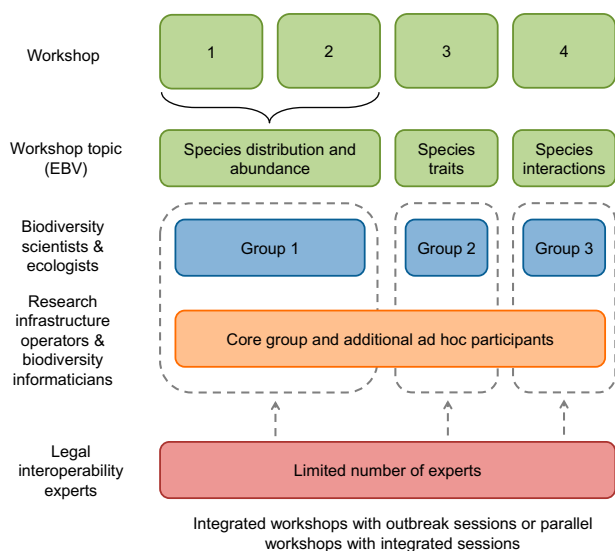 Workshop
1
2
3
4
Workshop topic
(EBV)
Species distribution and
abundance
Species
traits
Species
interactions
Biodiversity
scientists &
ecologists
Group 1
Group 2
Group 3
Research
infrastructure
operators &
biodiversity
informaticians
Core group and additional ad hoc participants
Legal
interoperability
experts
Limited number of experts
Integrated workshops with outbreak sessions or parallel
workshops with integrated sessions